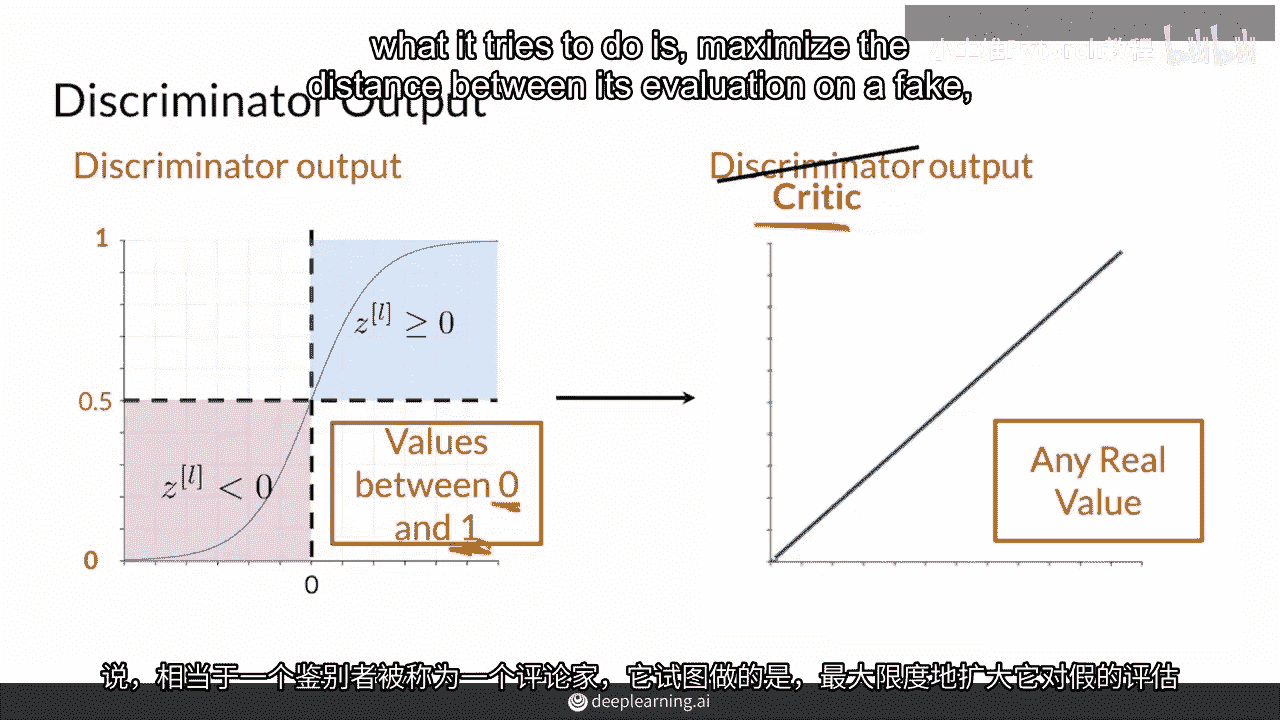 what it tries to do is, maximize the
distance between its evaluation on a fake,
Discriminator Output
Discriminator output
Discriminator output
Critic
1
z^[l] ≥ 0
0.5
Values
between 0
and 1
z^[l] < 0
0
0
Any Real
Value
说，相当于一个鉴别者被称为一个评论家，它试图做的是，最大限度地扩大它对假的评估
deeplearning.ai